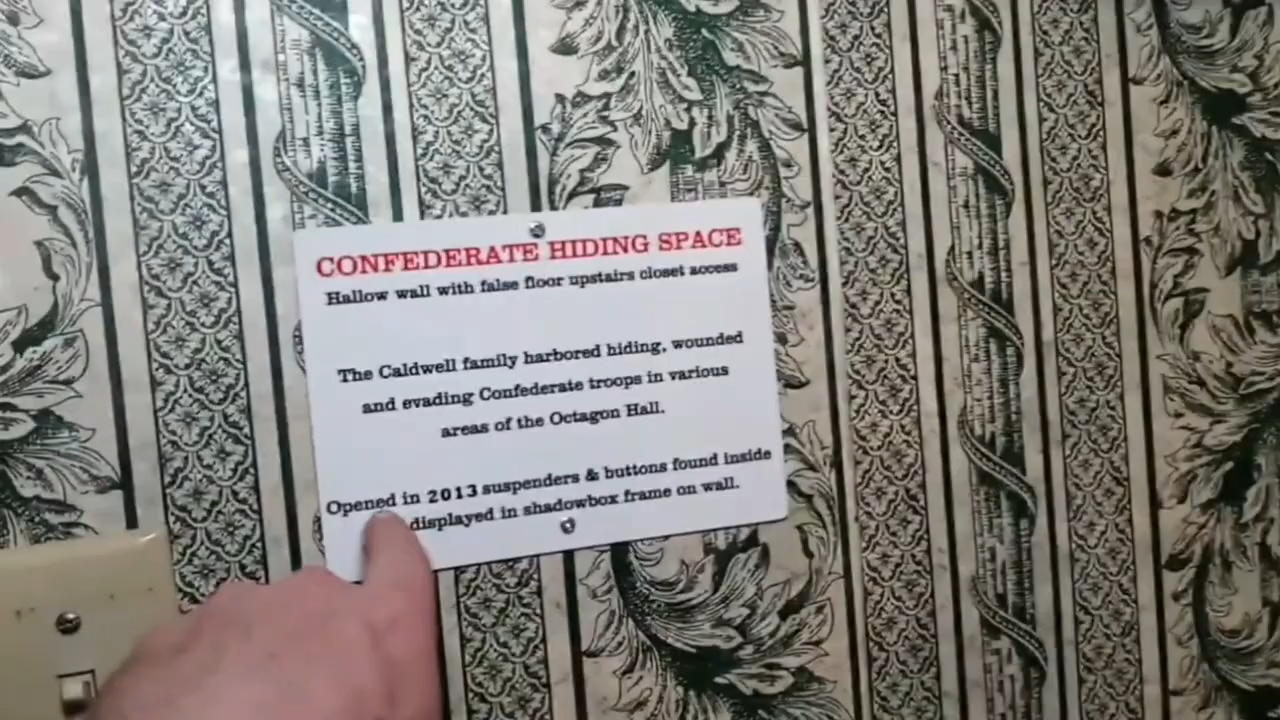 CONFEDERATE HIDING SPACE
Hallow wall with false floor upstairs closet access
The Caldwell family harbored hiding, wounded
and evading Confederate troops in various
areas of the Octagon Hall.
Opened in 2013 suspenders & buttons found inside
displayed in shadowbox frame on wall.